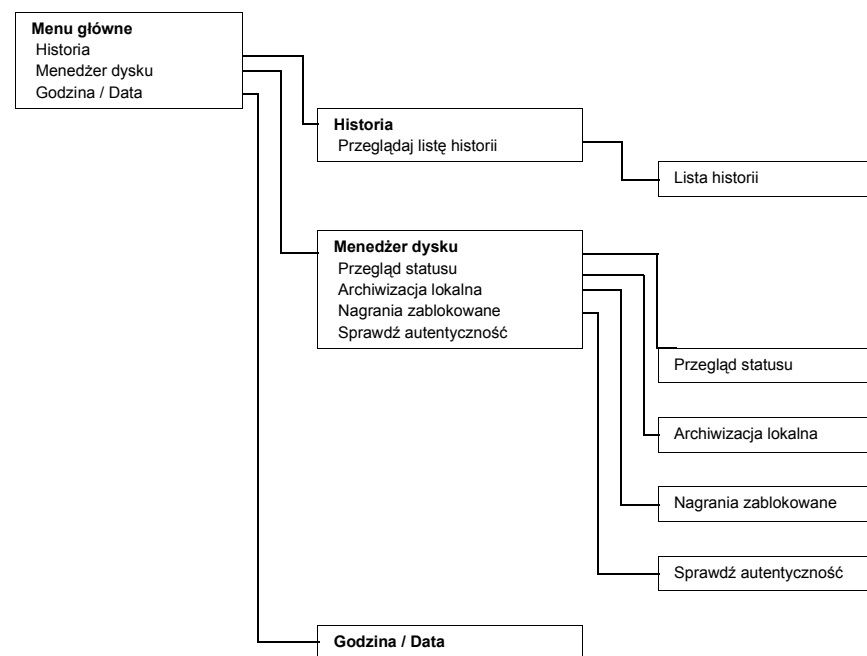 Menu główne
Historia
Menedżer dysku
Godzina / Data
Historia
Przeglądaj listę historii
Lista historii
Menedżer dysku
Przegląd statusu
Archiwizacja lokalna
Nagrania zablokowane
Sprawdź autentyczność
Przegląd statusu
Archiwizacja lokalna
Nagrania zablokowane
Sprawdź autentyczność
Godzina / Data